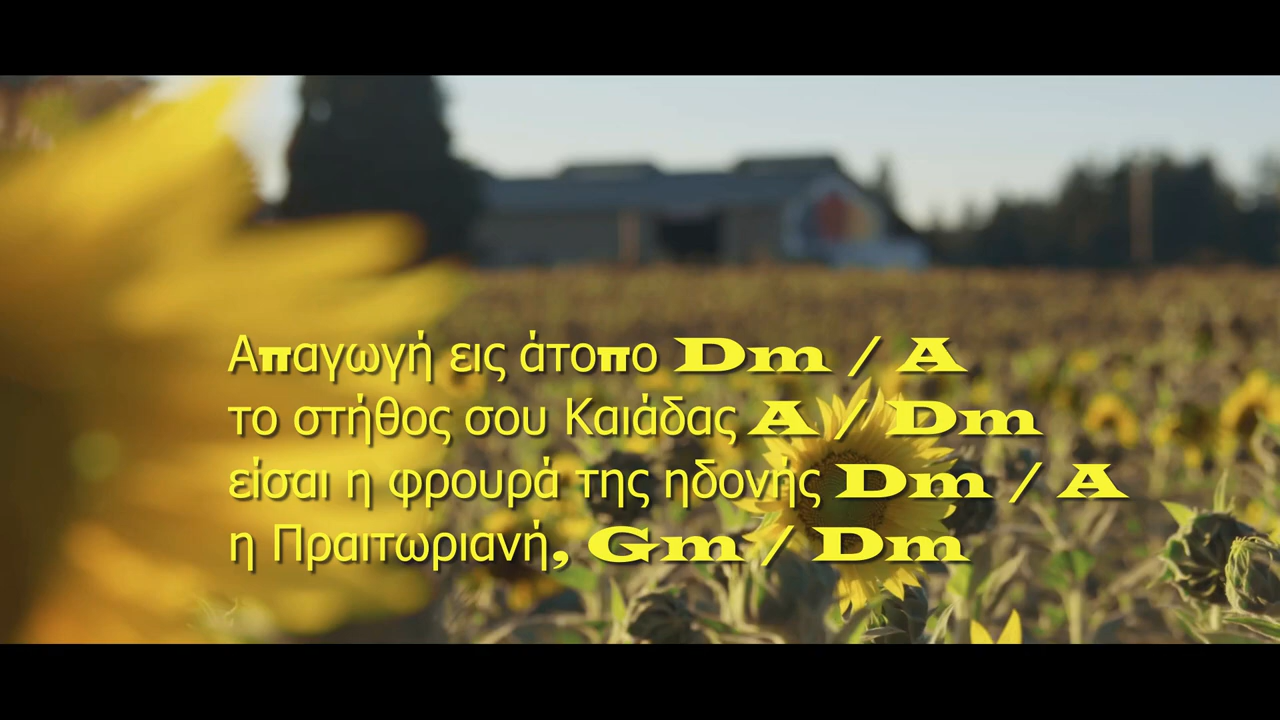 Απαγωγή εις άτοπο Dm / A
το στήθος σου Καιάδας A / Dm
είσαι η φρουρά της ηδονής Dm / A
η Πραιτωριανή, Gm / Dm